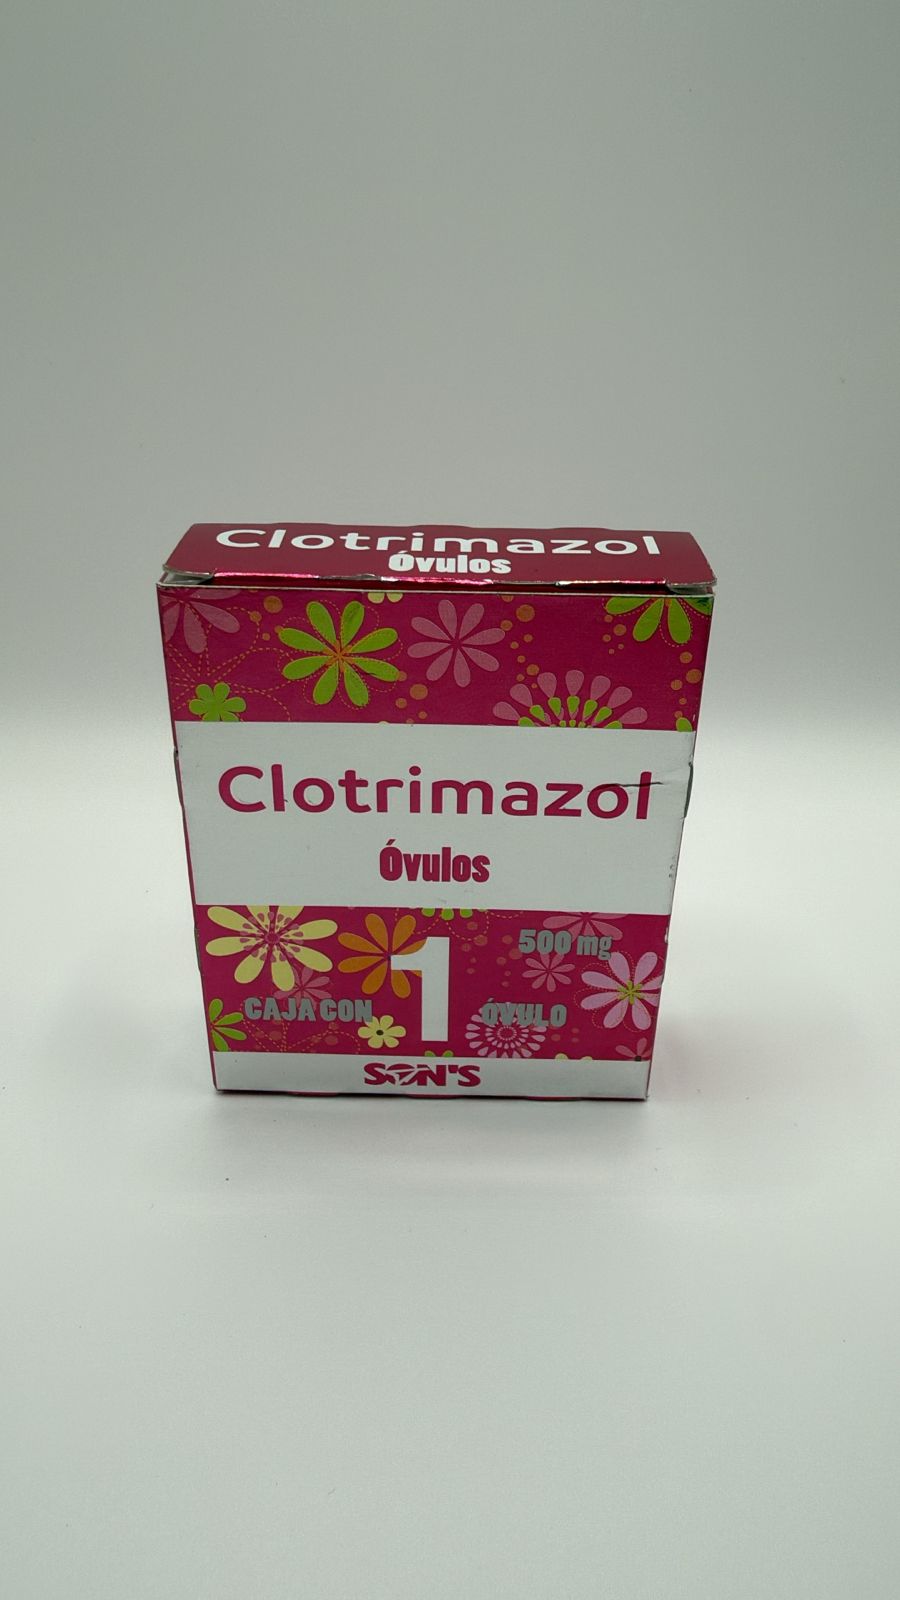 Clotrimazol
Óvulos
Clotrimazol
Óvulos
500 mg
CAJA CON 1 ÓVULO
SON'S